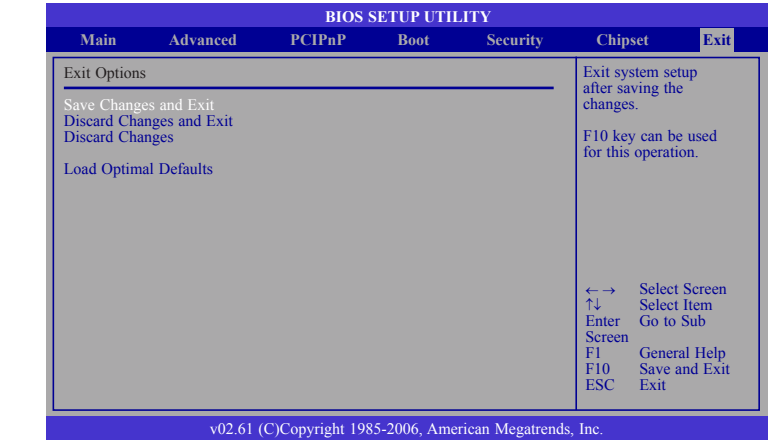 BIOS SETUP UTILITY
Main Advanced PCIPnP Boot Security Chipset Exit
Exit Options
Save Changes and Exit
Discard Changes and Exit
Discard Changes
Load Optimal Defaults
Exit system setup
after saving the
changes.
F10 key can be used
for this operation.
←→ Select Screen
↑↓ Select Item
Enter Go to Sub
Screen
F1 General Help
F10 Save and Exit
ESC Exit
v02.61 (C)Copyright 1985-2006, American Megatrends, Inc.